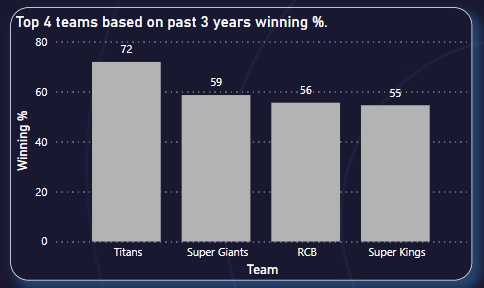 Top 4 teams based on past 3 years winning %.
80
72
59
56
55
60
40
20
0
Winning %
Titans Super Giants RCB Super Kings
Team